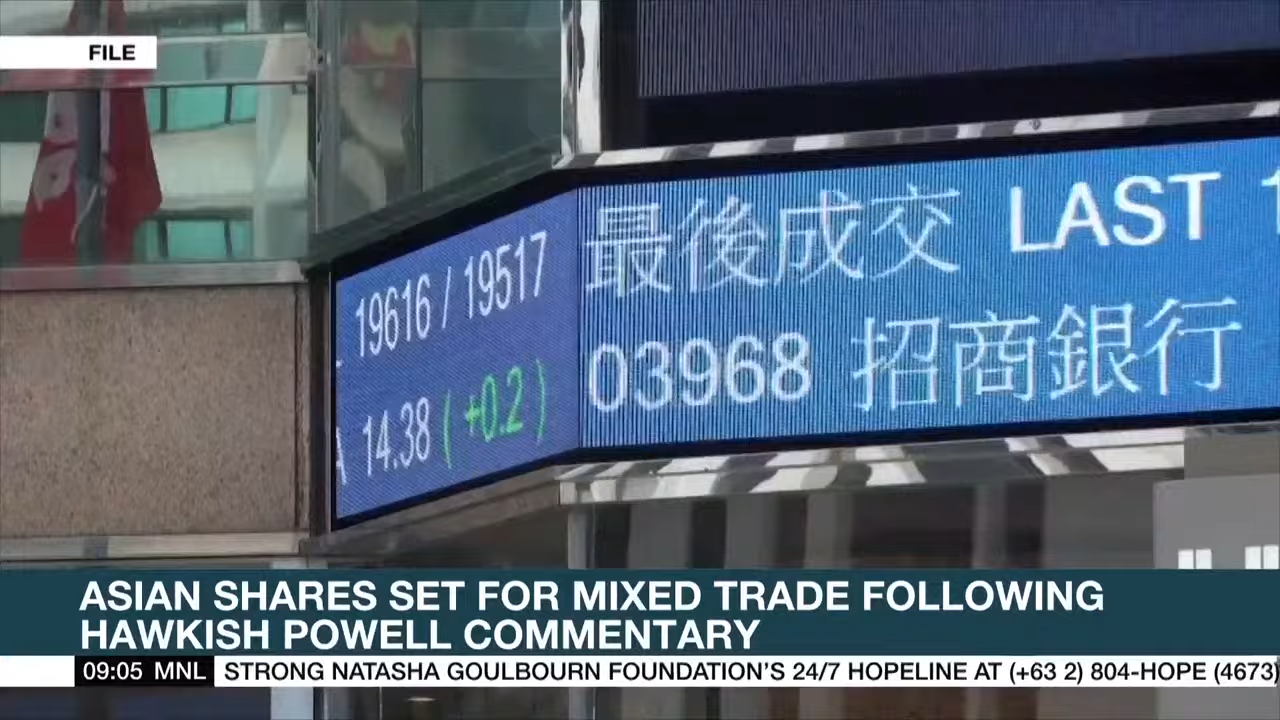 FILE
19616 / 19517
14.38 ( +0.2 )
最後成交 LAST
03968 招商銀行
ASIAN SHARES SET FOR MIXED TRADE FOLLOWING
HAWKISH POWELL COMMENTARY
09:05 MNL STRONG NATASHA GOULBOURN FOUNDATION'S 24/7 HOPELINE AT (+63 2) 804-HOPE (4673)